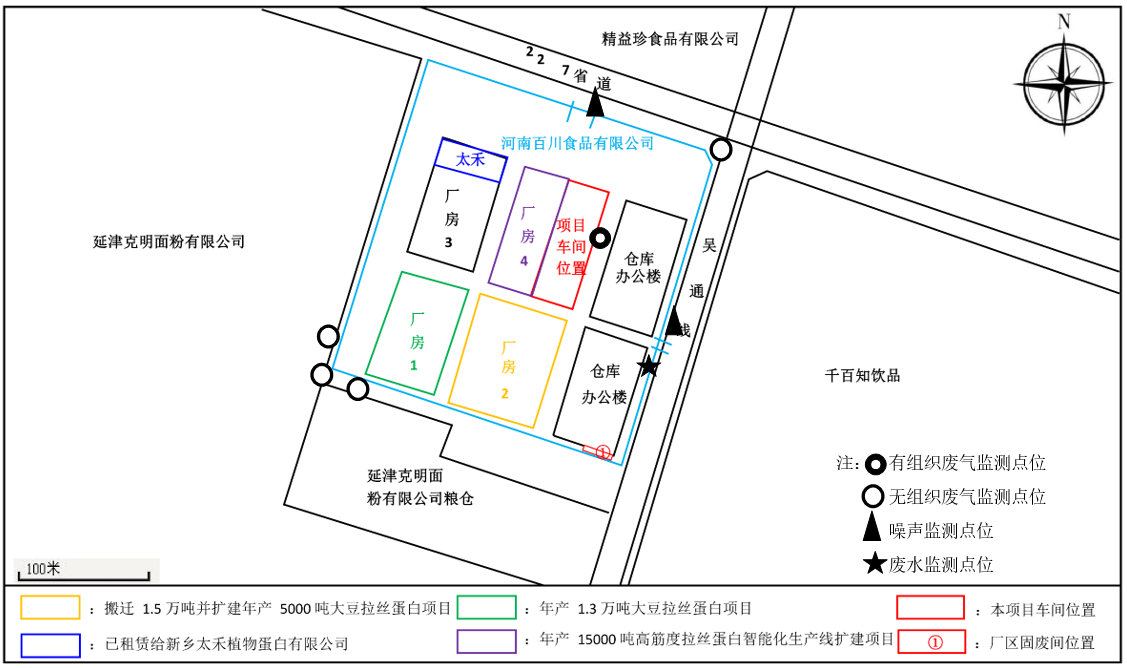 N
精益珍食品有限公司
227省道
河南百川食品有限公司
太禾
厂房3
厂房4
项目
车间
位置
仓库
办公楼
吴通线
延津克明面粉有限公司
厂房1
厂房2
仓库
办公楼
千百知饮品
①
延津克明面
粉有限公司粮仓
注：有组织废气监测点位
无组织废气监测点位
噪声监测点位
废水监测点位
100米
：搬迁 1.5 万吨并扩建年产 5000 吨大豆拉丝蛋白项目
：年产 1.3 万吨大豆拉丝蛋白项目
：本项目车间位置
：已租赁给新乡太禾植物蛋白有限公司
：年产 15000 吨高筋度拉丝蛋白智能化生产线扩建项目
①：厂区固废间位置